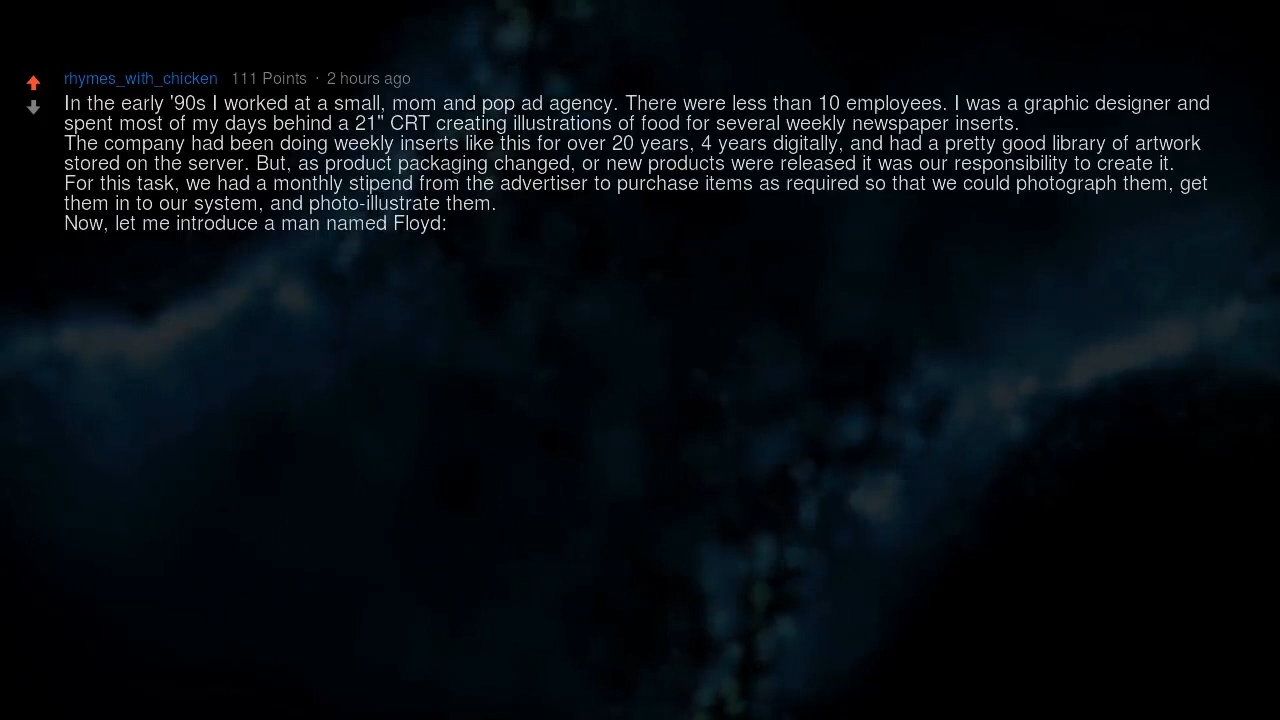 rhymes_with_chicken 111 Points · 2 hours ago
In the early '90s I worked at a small, mom and pop ad agency. There were less than 10 employees. I was a graphic designer and
spent most of my days behind a 21" CRT creating illustrations of food for several weekly newspaper inserts.
The company had been doing weekly inserts like this for over 20 years, 4 years digitally, and had a pretty good library of artwork
stored on the server. But, as product packaging changed, or new products were released it was our responsibility to create it.
For this task, we had a monthly stipend from the advertiser to purchase items as required so that we could photograph them, get
them in to our system, and photo-illustrate them.
Now, let me introduce a man named Floyd: